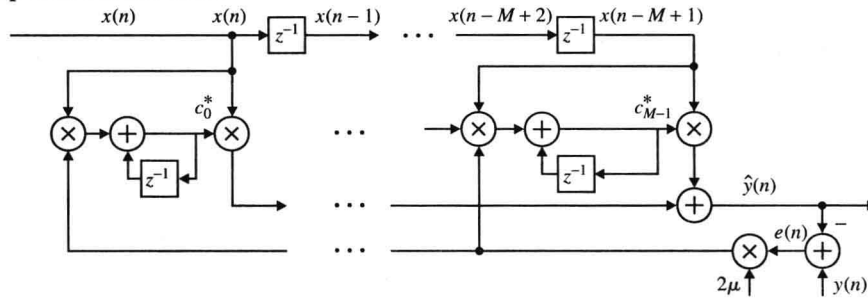 x(n) x(n) z⁻¹ x(n − 1) ··· x(n − M + 2) z⁻¹ x(n − M + 1)
c₀* ··· c*_{M−1}
z⁻¹ ··· z⁻¹
··· ŷ(n)
··· e(n) −
2μ y(n)